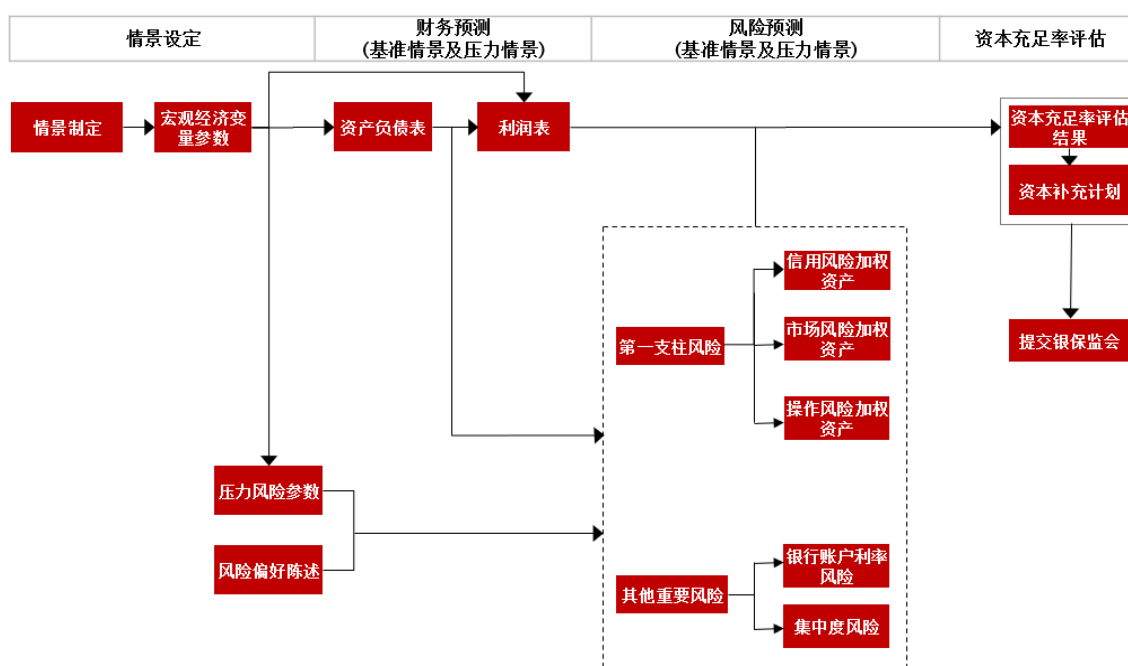 情景设定
财务预测
(基准情景及压力情景)
风险预测
(基准情景及压力情景)
资本充足率评估
情景制定
宏观经济变
量参数
资产负债表
利润表
资本充足率评估
结果
资本补充计划
信用风险加权
资产
第一支柱风险
市场风险加权
资产
提交银保监会
操作风险加权
资产
压力风险参数
风险偏好陈述
银行账户利率
风险
其他重要风险
集中度风险